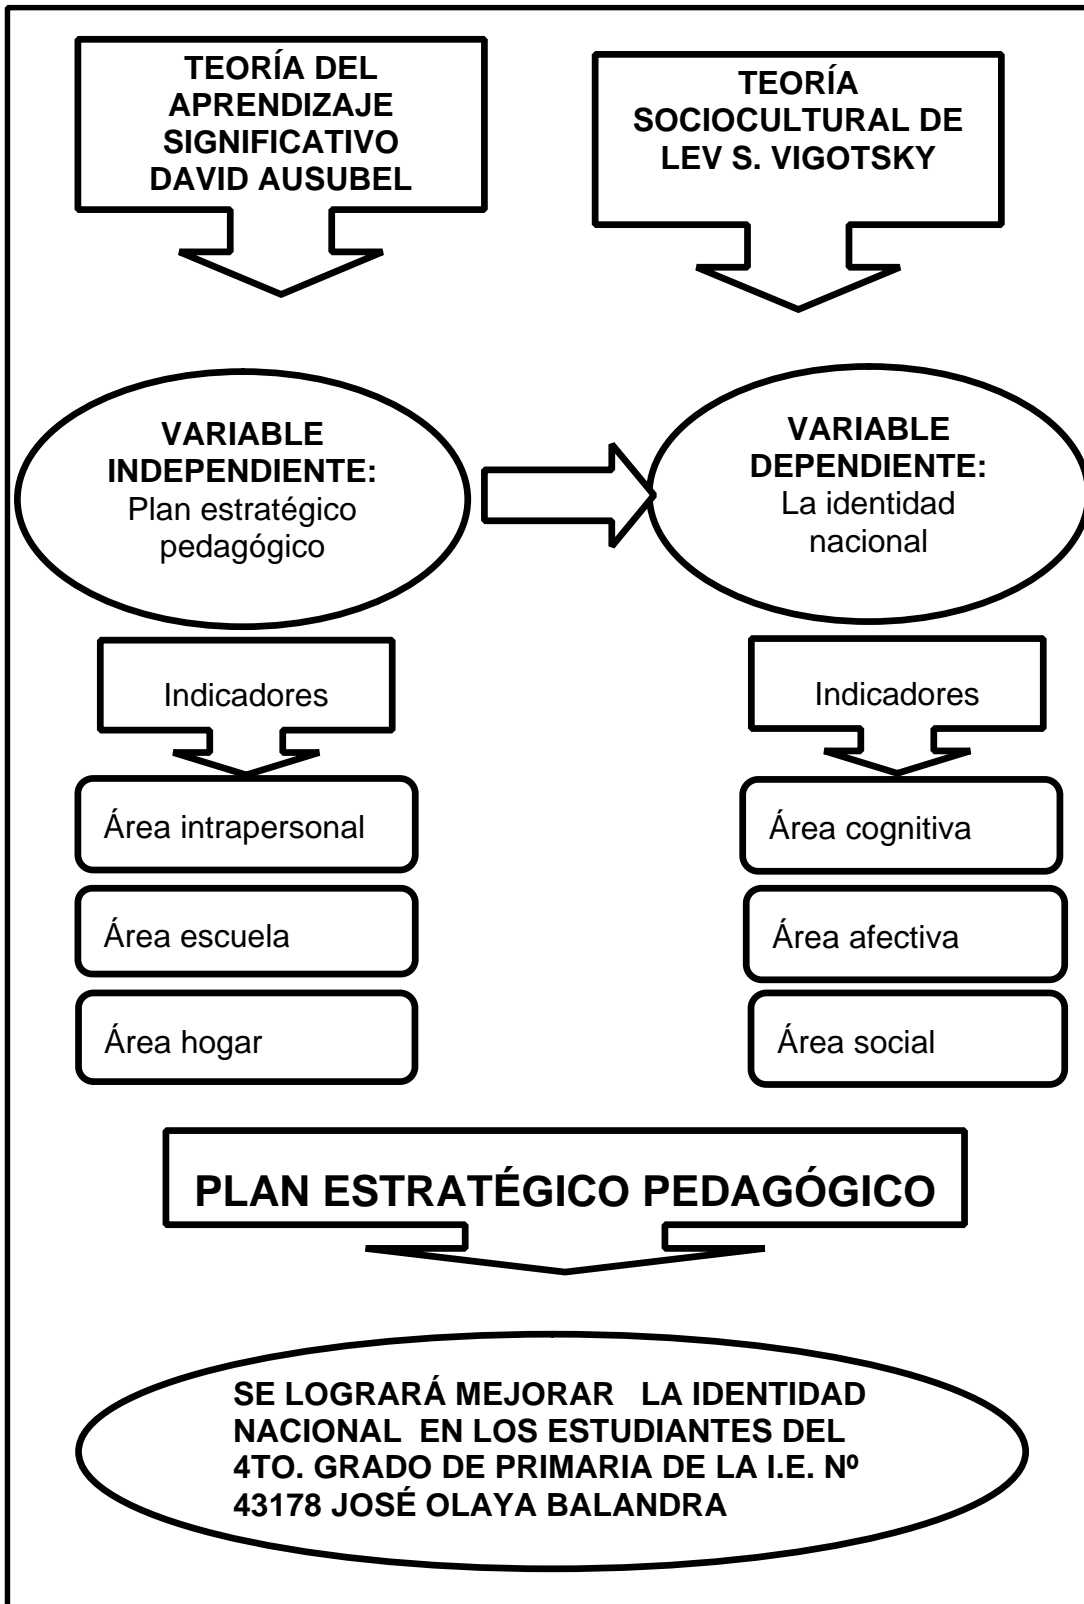 TEORÍA DEL
APRENDIZAJE
SIGNIFICATIVO
DAVID AUSUBEL
TEORÍA
SOCIOCULTURAL DE
LEV S. VIGOTSKY
VARIABLE
INDEPENDIENTE:
Plan estratégico
pedagógico
VARIABLE
DEPENDIENTE:
La identidad
nacional
Indicadores
Indicadores
Área intrapersonal
Área escuela
Área hogar
Área cognitiva
Área afectiva
Área social
PLAN ESTRATÉGICO PEDAGÓGICO
SE LOGRARÁ MEJORAR LA IDENTIDAD
NACIONAL EN LOS ESTUDIANTES DEL
4TO. GRADO DE PRIMARIA DE LA I.E. Nº
43178 JOSÉ OLAYA BALANDRA